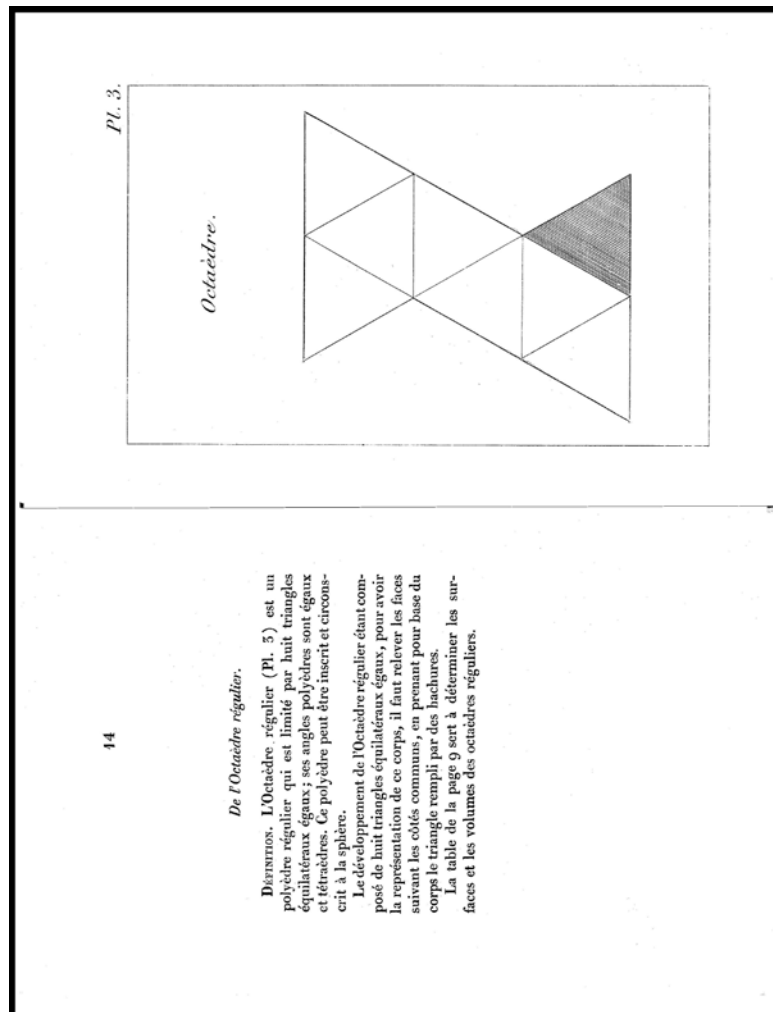 14
De l'Octaèdre régulier.
DÉFINITION. L'Octaèdre régulier (Pl. 3) est un
polyèdre régulier qui est limité par huit triangles
équilatéraux égaux; ses angles polyèdres sont égaux
et tétraèdres. Ce polyèdre peut être inscrit et circons-
crit à la sphère.
Le développement de l'Octaèdre régulier étant com-
posé de huit triangles équilatéraux égaux, pour avoir
la représentation de ce corps, il faut relever les faces
suivant les côtés communs, en prenant pour base du
corps le triangle rempli par des hachures.
La table de la page 9 sert à déterminer les sur-
faces et les volumes des octaèdres réguliers.
Pl. 3.
Octaèdre.